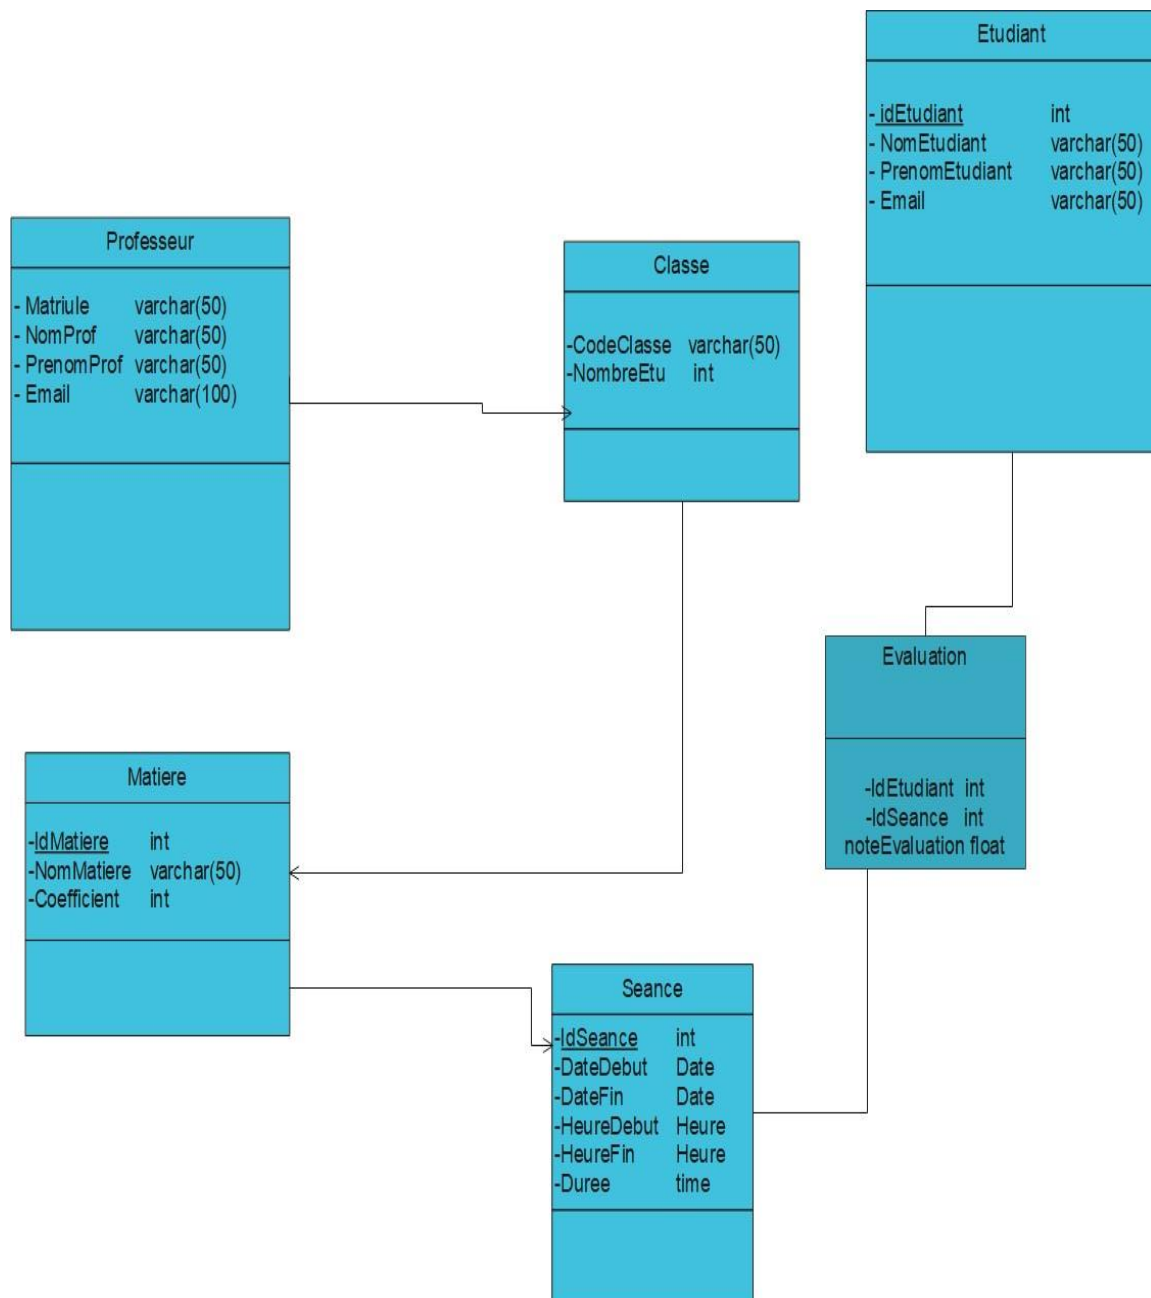 Etudiant
- idEtudiant int
- NomEtudiant varchar(50)
- PrenomEtudiant varchar(50)
- Email varchar(50)
Professeur
- Matriule varchar(50)
- NomProf varchar(50)
- PrenomProf varchar(50)
- Email varchar(100)
Classe
-CodeClasse varchar(50)
-NombreEtu int
Evaluation
-IdEtudiant int
-IdSeance int
noteEvaluation float
Matiere
-IdMatiere int
-NomMatiere varchar(50)
-Coefficient int
Seance
-IdSeance int
-DateDebut Date
-DateFin Date
-HeureDebut Heure
-HeureFin Heure
-Duree time